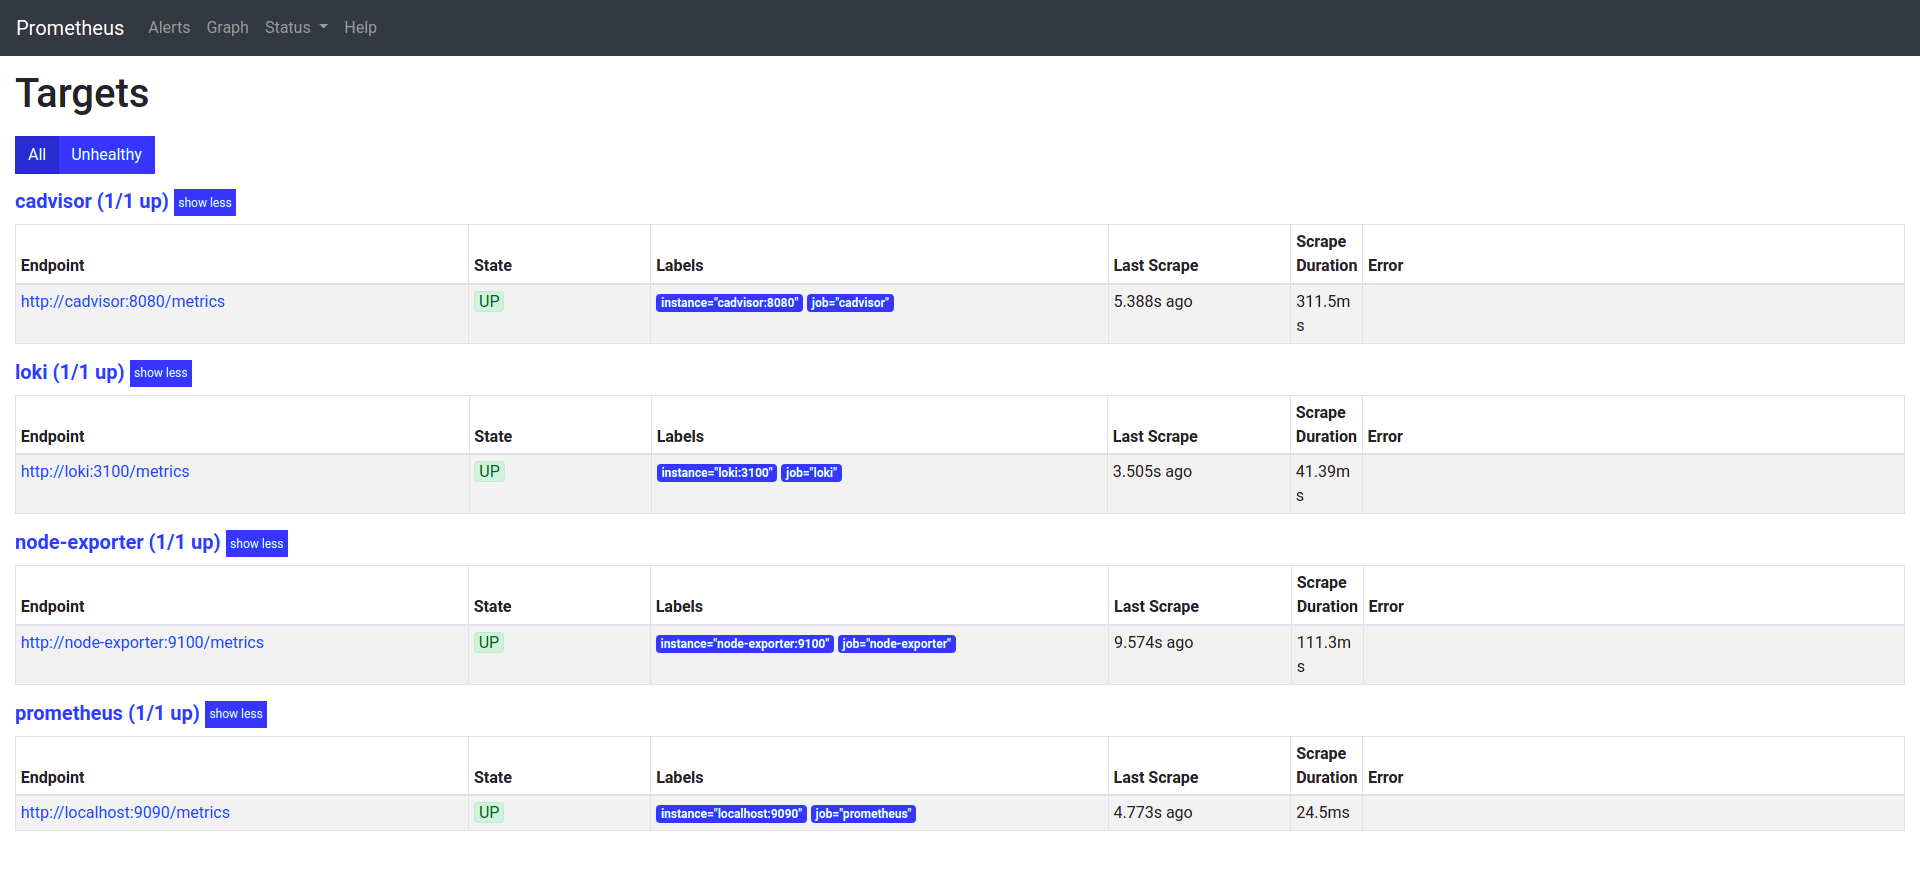 Prometheus Alerts Graph Status Help
Targets
All Unhealthy
cadvisor (1/1 up) show less
Endpoint State Labels Last Scrape Scrape Duration Error
http://cadvisor:8080/metrics UP instance="cadvisor:8080" job="cadvisor" 5.388s ago 311.5ms
loki (1/1 up) show less
Endpoint State Labels Last Scrape Scrape Duration Error
http://loki:3100/metrics UP instance="loki:3100" job="loki" 3.505s ago 41.39ms
node-exporter (1/1 up) show less
Endpoint State Labels Last Scrape Scrape Duration Error
http://node-exporter:9100/metrics UP instance="node-exporter:9100" job="node-exporter" 9.574s ago 111.3ms
prometheus (1/1 up) show less
Endpoint State Labels Last Scrape Scrape Duration Error
http://localhost:9090/metrics UP instance="localhost:9090" job="prometheus" 4.773s ago 24.5ms